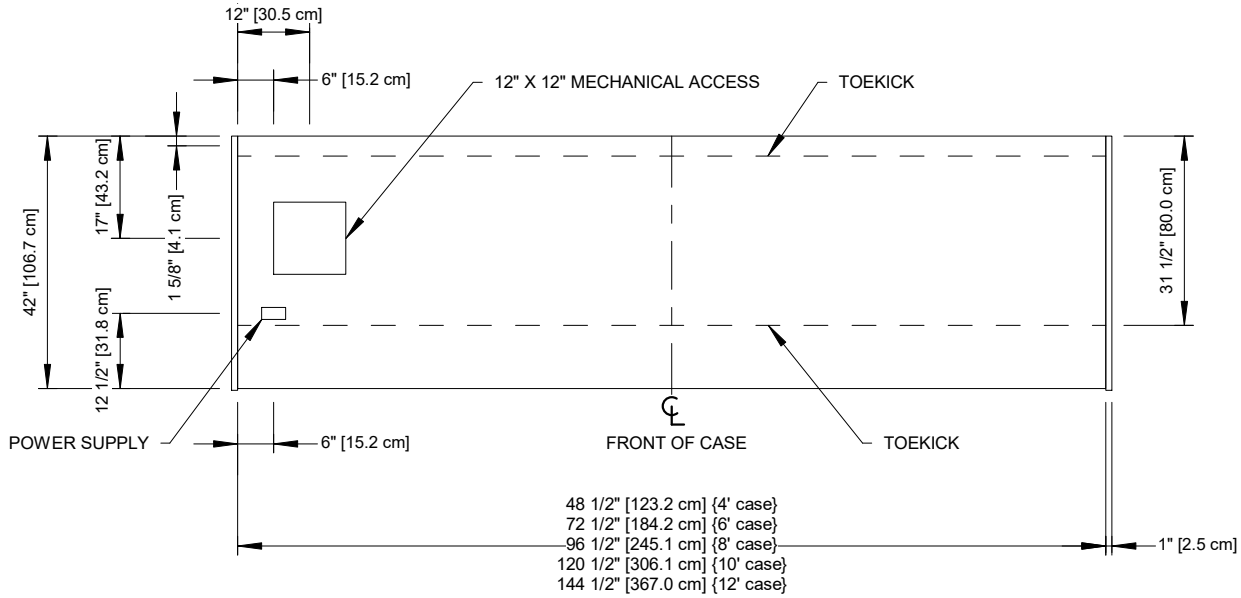 12" [30.5 cm]
6" [15.2 cm]
12" X 12" MECHANICAL ACCESS
TOEKICK
42" [106.7 cm]
17" [43.2 cm]
1 5/8" [4.1 cm]
12 1/2" [31.8 cm]
31 1/2" [80.0 cm]
POWER SUPPLY
6" [15.2 cm]
CL
FRONT OF CASE
TOEKICK
48 1/2" [123.2 cm] {4' case}
72 1/2" [184.2 cm] {6' case}
96 1/2" [245.1 cm] {8' case}
120 1/2" [306.1 cm] {10' case}
144 1/2" [367.0 cm] {12' case}
1" [2.5 cm]